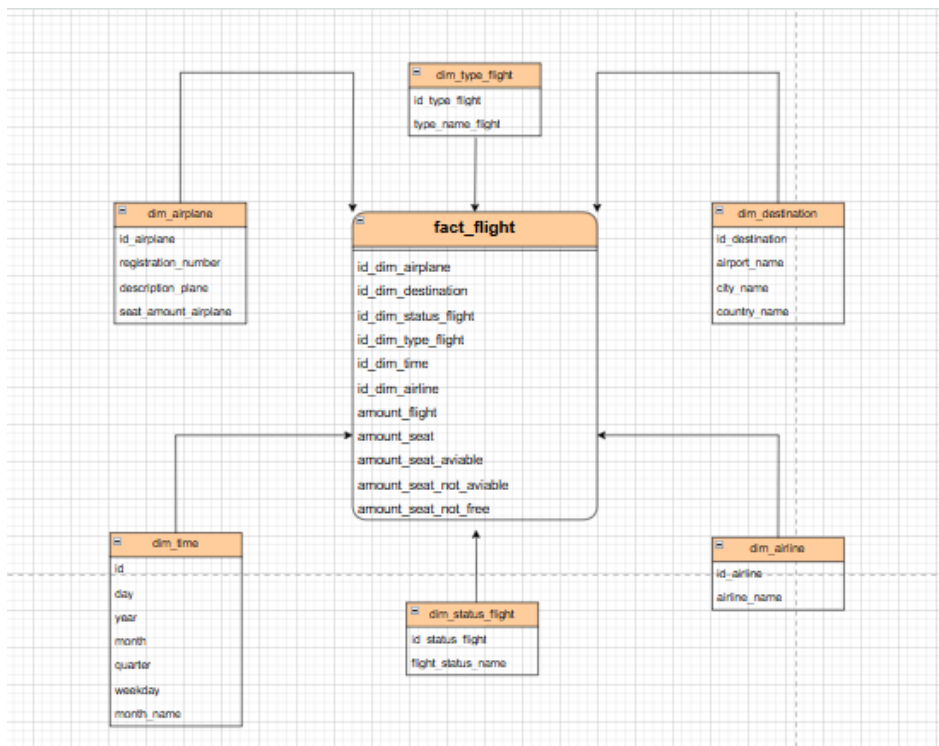 dim_type_flight
id_type_flight
type_name_flight
dim_airplane
id_airplane
registration_number
description_plane
seat_amount_airplane
fact_flight
id_dim_airplane
id_dim_destination
id_dim_status_flight
id_dim_type_flight
id_dim_time
id_dim_airline
amount_flight
amount_seat
amount_seat_aviable
amount_seat_not_aviable
amount_seat_not_free
dim_destination
id_destination
airport_name
city_name
country_name
dim_time
id
day
year
month
quarter
weekday
month_name
dim_status_flight
id_status_flight
flight_status_name
dim_airline
id_airline
airline_name